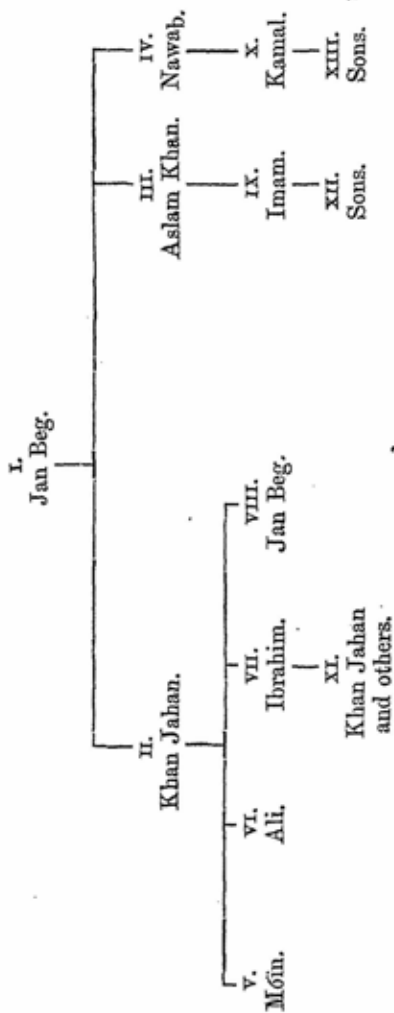 I.
Jan Beg.
II.
Khan Jahan.
III.
Aslam Khan.
IV.
Nawab.
V.
Móin.
VI.
Ali.
VII.
Ibrahim.
VIII.
Jan Beg.
IX.
Imam.
X.
Kamal.
XI.
Khan Jahan
and others.
XII.
Sons.
XIII.
Sons.